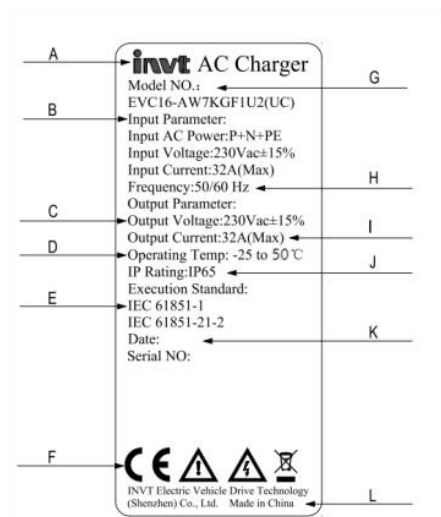 A
invt AC Charger
G
Model NO.:
EVC16-AW7KGF1U2(UC)
B
Input Parameter:
Input AC Power:P+N+PE
Input Voltage:230Vac±15%
Input Current:32A(Max)
H
Frequency:50/60 Hz
Output Parameter:
C
Output Voltage:230Vac±15%
I
Output Current:32A(Max)
D
Operating Temp: -25 to 50℃
J
IP Rating:IP65
Execution Standard:
E
IEC 61851-1
IEC 61851-21-2
K
Date:
Serial NO:
F
CE
INVT Electric Vehicle Drive Technology
(Shenzhen) Co., Ltd. Made in China
L